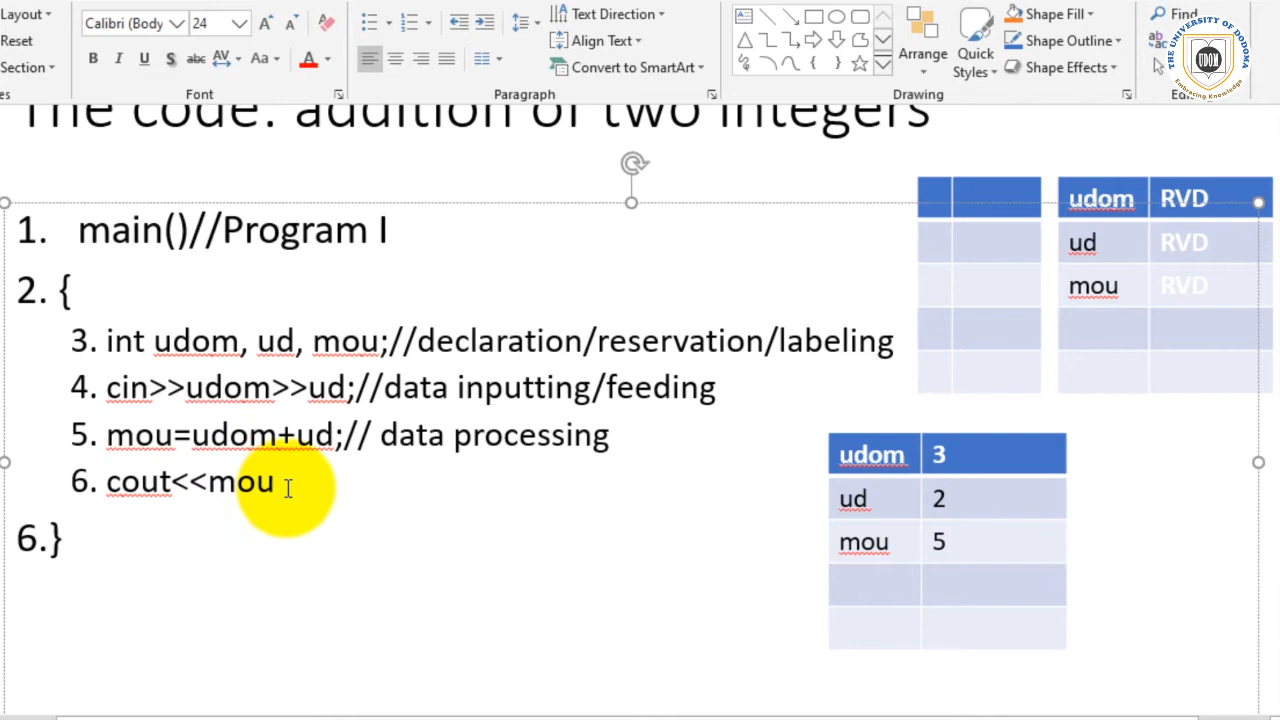 Layout
Reset
Section
es
Calibri (Body
24
Font
Text Direction
Align Text
Convert to SmartArt
Paragraph
Arrange
Quick
Styles
Shape Fill
Shape Outline
Shape Effects
Drawing
Find
THE UNIVERSITY OF DODOMA
UDOM
Embracing Knowledge
The code: addition of two integers
1. main()//Program I
2. {
3. int udom, ud, mou;//declaration/reservation/labeling
4. cin>>udom>>ud;//data inputting/feeding
5. mou=udom+ud;// data processing
6. cout<<mou
6.}
udom RVD
ud RVD
mou RVD
udom 3
ud 2
mou 5